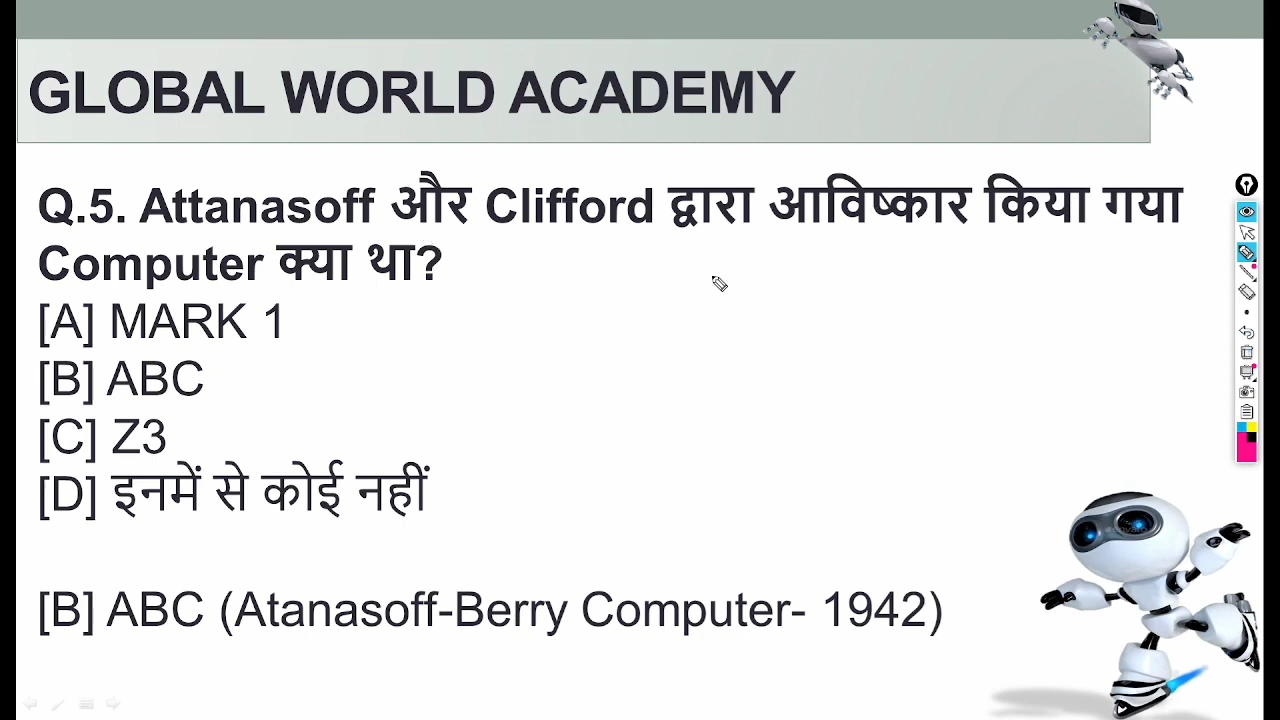 GLOBAL WORLD ACADEMY
Q.5. Attanasoff और Clifford द्वारा आविष्कार किया गया
Computer क्या था?
[A] MARK 1
[B] ABC
[C] Z3
[D] इनमें से कोई नहीं
[B] ABC (Atanasoff-Berry Computer- 1942)